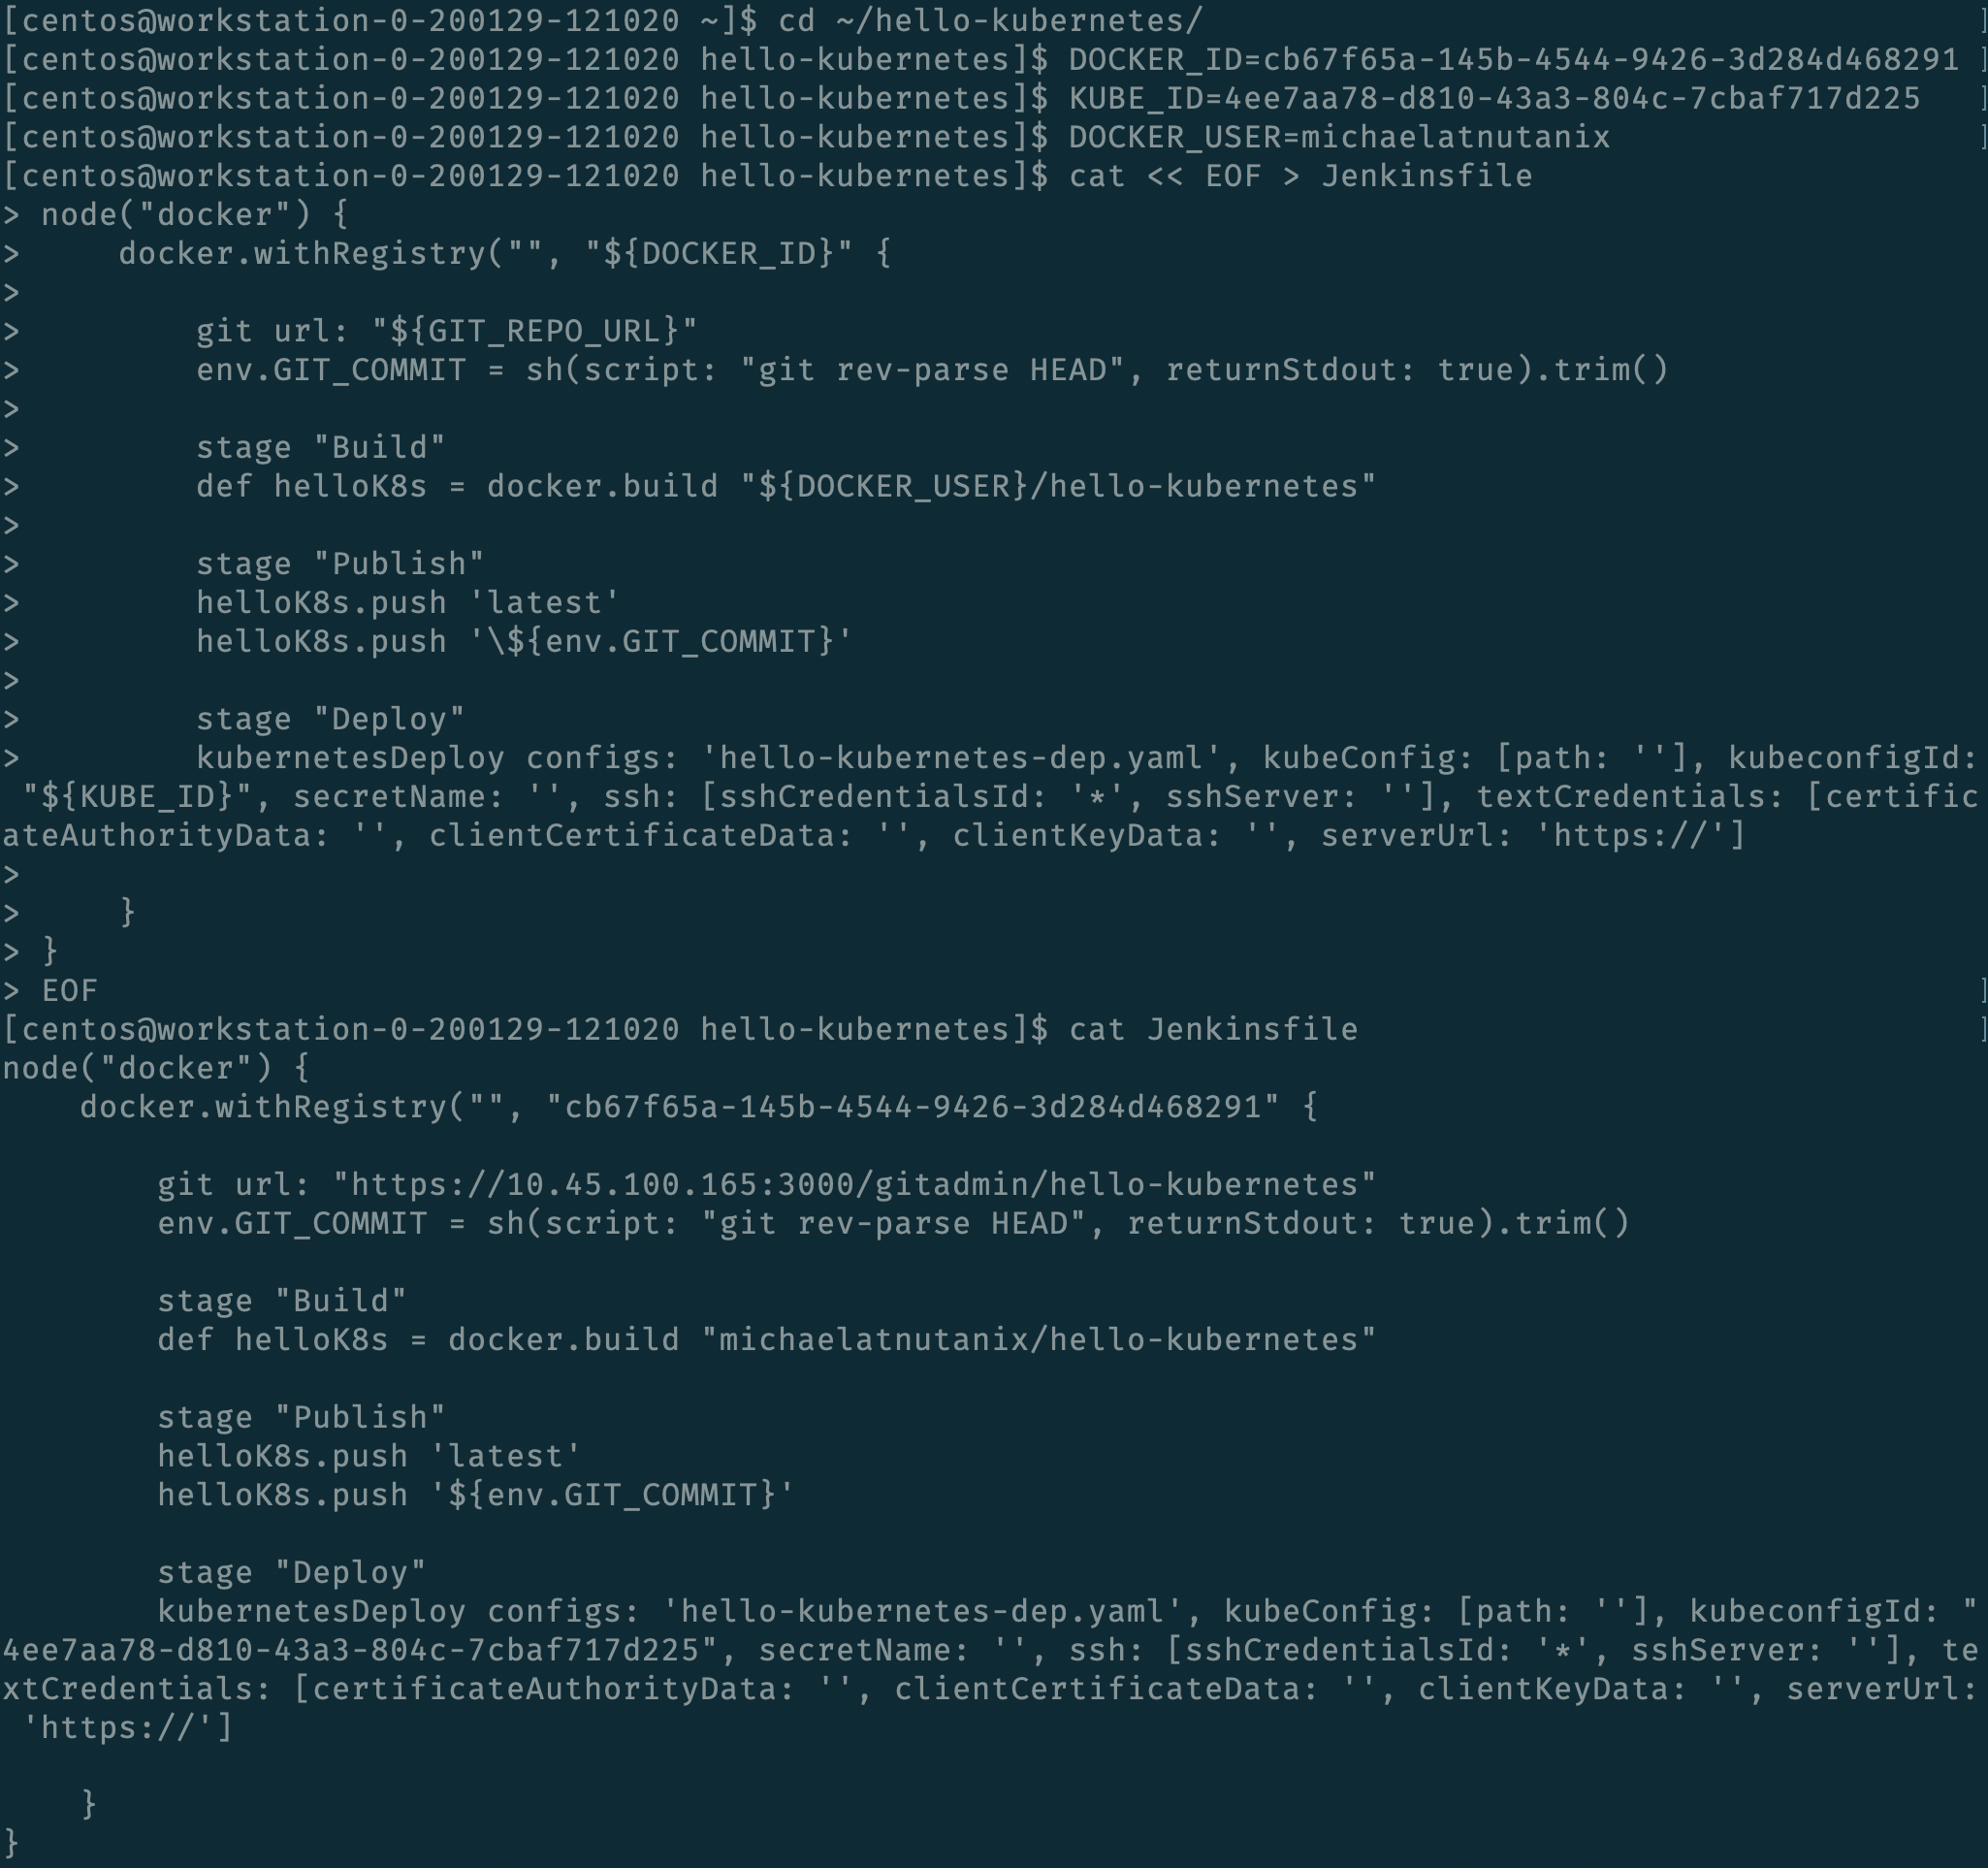 [centos@workstation-0-200129-121020 ~]$ cd ~/hello-kubernetes/ ]
[centos@workstation-0-200129-121020 hello-kubernetes]$ DOCKER_ID=cb67f65a-145b-4544-9426-3d284d468291 ]
[centos@workstation-0-200129-121020 hello-kubernetes]$ KUBE_ID=4ee7aa78-d810-43a3-804c-7cbaf717d225 ]
[centos@workstation-0-200129-121020 hello-kubernetes]$ DOCKER_USER=michaelatnutanix ]
[centos@workstation-0-200129-121020 hello-kubernetes]$ cat << EOF > Jenkinsfile
> node("docker") {
>     docker.withRegistry("", "${DOCKER_ID}" {
>
>         git url: "${GIT_REPO_URL}"
>         env.GIT_COMMIT = sh(script: "git rev-parse HEAD", returnStdout: true).trim()
>
>         stage "Build"
>         def helloK8s = docker.build "${DOCKER_USER}/hello-kubernetes"
>
>         stage "Publish"
>         helloK8s.push 'latest'
>         helloK8s.push '\${env.GIT_COMMIT}'
>
>         stage "Deploy"
>         kubernetesDeploy configs: 'hello-kubernetes-dep.yaml', kubeConfig: [path: ''], kubeconfigId:
 "${KUBE_ID}", secretName: '', ssh: [sshCredentialsId: '*', sshServer: ''], textCredentials: [certific
ateAuthorityData: '', clientCertificateData: '', clientKeyData: '', serverUrl: 'https://']
>
>     }
> }
> EOF ]
[centos@workstation-0-200129-121020 hello-kubernetes]$ cat Jenkinsfile ]
node("docker") {
    docker.withRegistry("", "cb67f65a-145b-4544-9426-3d284d468291" {

        git url: "https://10.45.100.165:3000/gitadmin/hello-kubernetes"
        env.GIT_COMMIT = sh(script: "git rev-parse HEAD", returnStdout: true).trim()

        stage "Build"
        def helloK8s = docker.build "michaelatnutanix/hello-kubernetes"

        stage "Publish"
        helloK8s.push 'latest'
        helloK8s.push '${env.GIT_COMMIT}'

        stage "Deploy"
        kubernetesDeploy configs: 'hello-kubernetes-dep.yaml', kubeConfig: [path: ''], kubeconfigId: "
4ee7aa78-d810-43a3-804c-7cbaf717d225", secretName: '', ssh: [sshCredentialsId: '*', sshServer: ''], te
xtCredentials: [certificateAuthorityData: '', clientCertificateData: '', clientKeyData: '', serverUrl:
 'https://']

    }
}